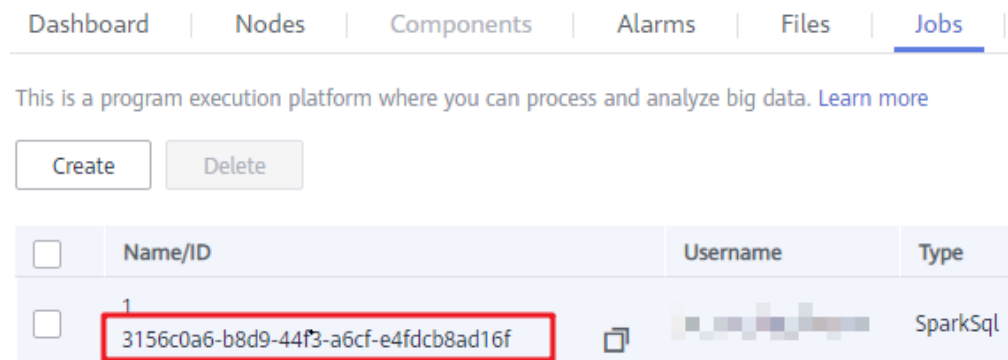 Dashboard Nodes Components Alarms Files Jobs
This is a program execution platform where you can process and analyze big data. Learn more
Create Delete
Name/ID Username Type
1
3156c0a6-b8d9-44f3-a6cf-e4fdcb8ad16f SparkSql